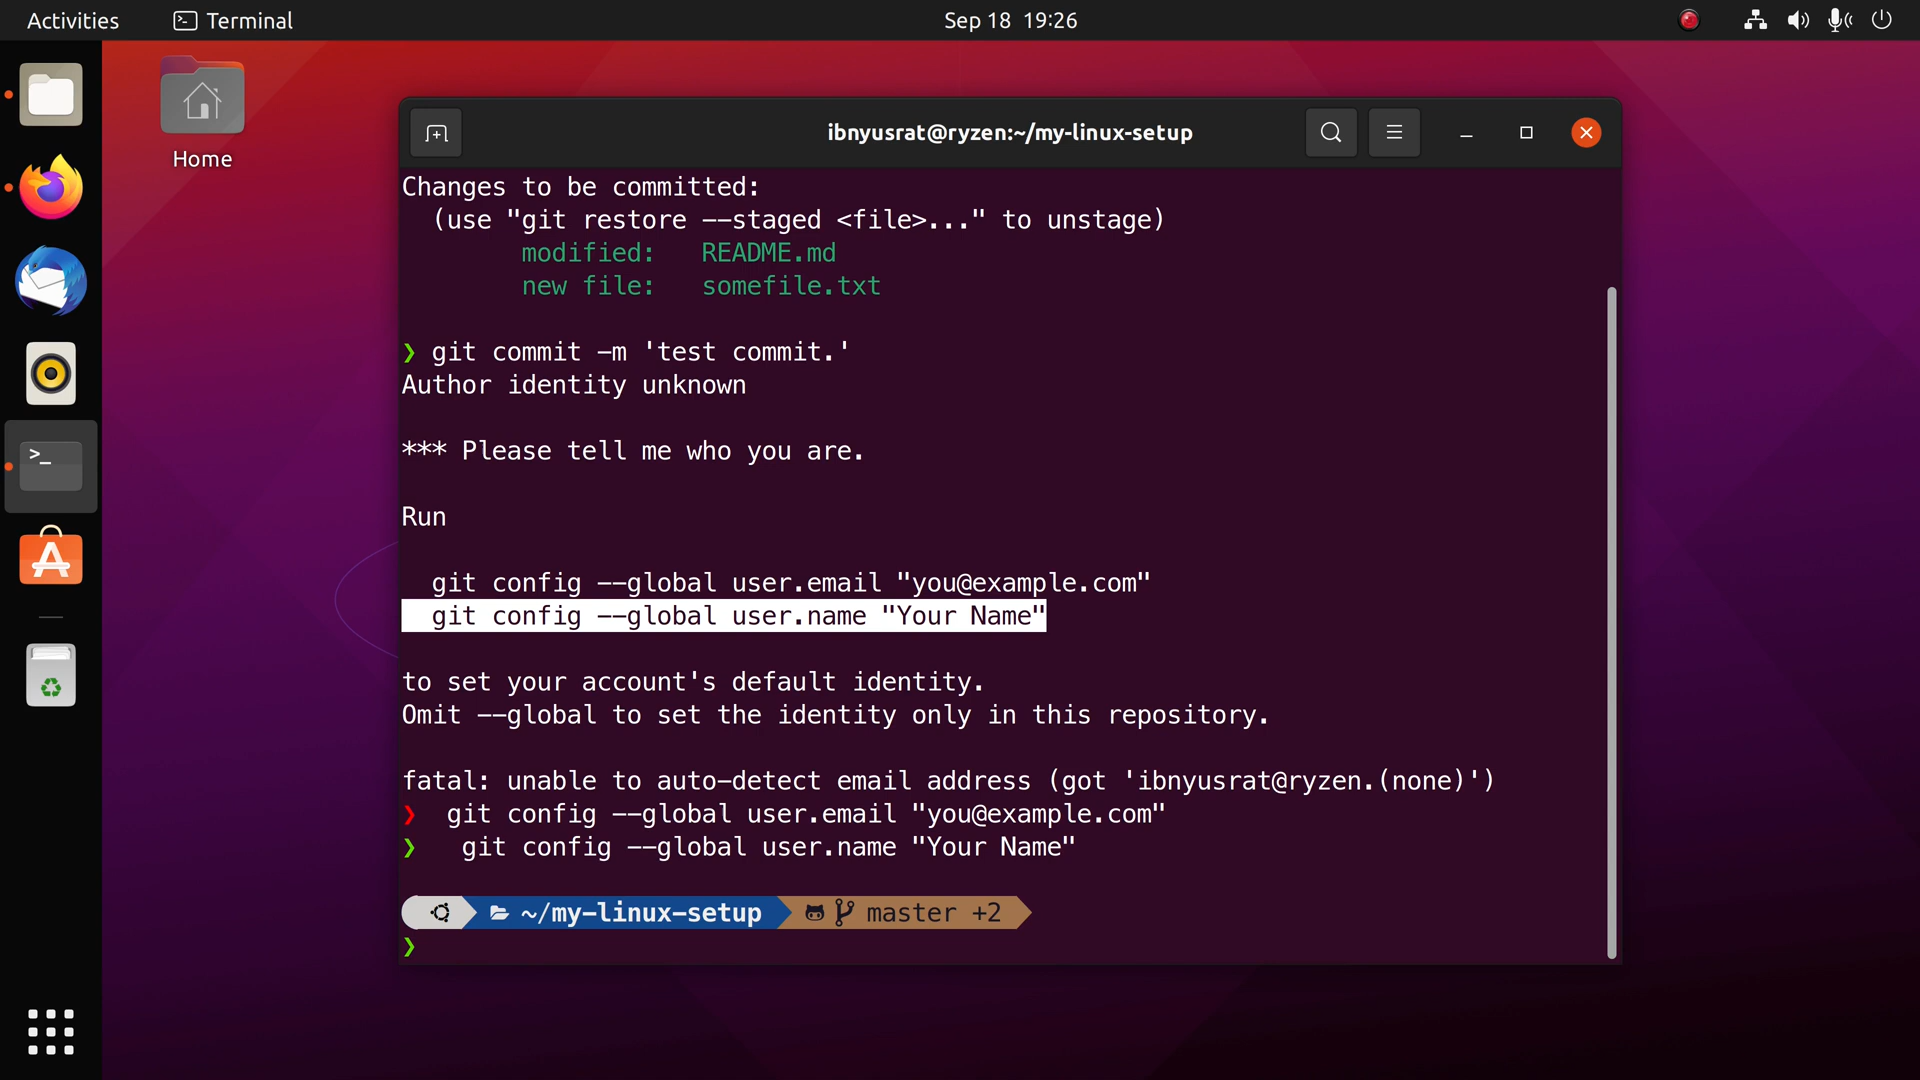 Activities
Terminal
Sep 18 19:26
Home
ibnyusrat@ryzen:~/my-linux-setup
Changes to be committed:
(use "git restore --staged <file>..." to unstage)
modified: README.md
new file: somefile.txt
❯ git commit -m 'test commit.'
Author identity unknown
*** Please tell me who you are.
Run
git config --global user.email "you@example.com"
git config --global user.name "Your Name"
to set your account's default identity.
Omit --global to set the identity only in this repository.
fatal: unable to auto-detect email address (got 'ibnyusrat@ryzen.(none)')
❯ git config --global user.email "you@example.com"
❯ git config --global user.name "Your Name"
~/my-linux-setup master +2
❯